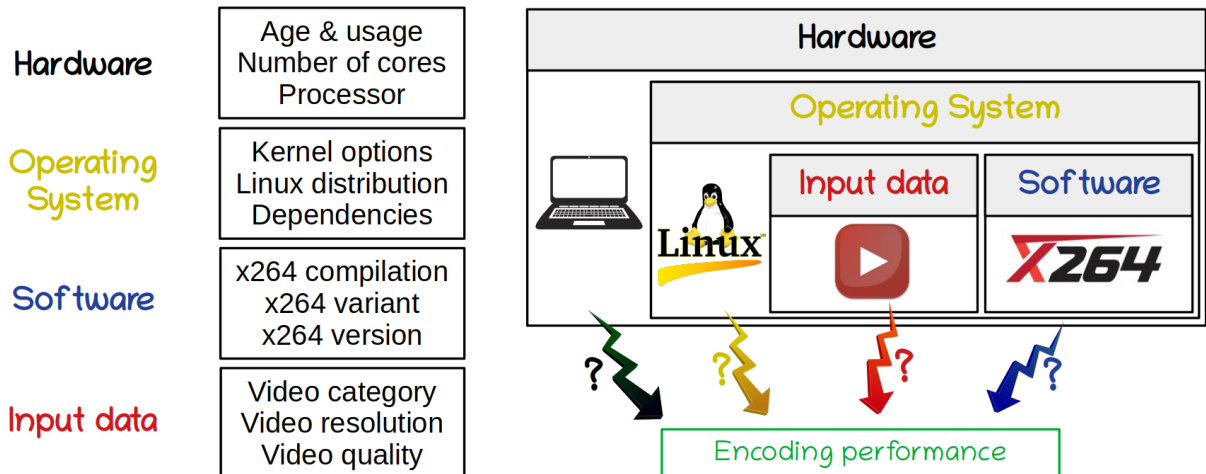 Hardware
Age & usage
Number of cores
Processor
Operating
System
Kernel options
Linux distribution
Dependencies
Software
x264 compilation
x264 variant
x264 version
Input data
Video category
Video resolution
Video quality
Hardware
Operating System
Input data
Software
Linux™
X264
?
?
?
?
Encoding performance